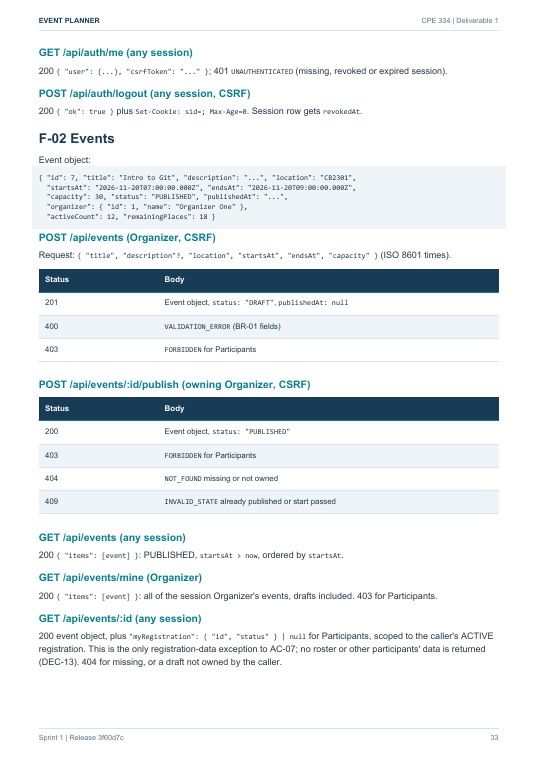 EVENT PLANNER
CPE 334 | Deliverable 1
GET /api/auth/me (any session)
200 { "user": {...}, "csrfToken": "..." }; 401 UNAUTHENTICATED (missing, revoked or expired session).
POST /api/auth/logout (any session, CSRF)
200 { "ok": true } plus Set-Cookie: sid=; Max-Age=0. Session row gets revokedAt.
F-02 Events
Event object:
{ "id": 7, "title": "Intro to Git", "description": "...", "location": "CB2301",
"startsAt": "2026-11-20T07:00:00.000Z", "endsAt": "2026-11-20T09:00:00.000Z",
"capacity": 30, "status": "PUBLISHED", "publishedAt": "...",
"organizer": { "id": 1, "name": "Organizer One" },
"activeCount": 12, "remainingPlaces": 18 }
POST /api/events (Organizer, CSRF)
Request: { "title", "description"?, "location", "startsAt", "endsAt", "capacity" } (ISO 8601 times).
Status Body
201 Event object, status: "DRAFT", publishedAt: null
400 VALIDATION_ERROR (BR-01 fields)
403 FORBIDDEN for Participants
POST /api/events/:id/publish (owning Organizer, CSRF)
Status Body
200 Event object, status: "PUBLISHED"
403 FORBIDDEN for Participants
404 NOT_FOUND missing or not owned
409 INVALID_STATE already published or start passed
GET /api/events (any session)
200 { "items": [event] }: PUBLISHED, startsAt > now, ordered by startsAt.
GET /api/events/mine (Organizer)
200 { "items": [event] }: all of the session Organizer's events, drafts included. 403 for Participants.
GET /api/events/:id (any session)
200 event object, plus "myRegistration": { "id", "status" } | null for Participants, scoped to the caller's ACTIVE
registration. This is the only registration-data exception to AC-07; no roster or other participants' data is returned
(DEC-13). 404 for missing, or a draft not owned by the caller.
Sprint 1 | Release 3f60d7c
33